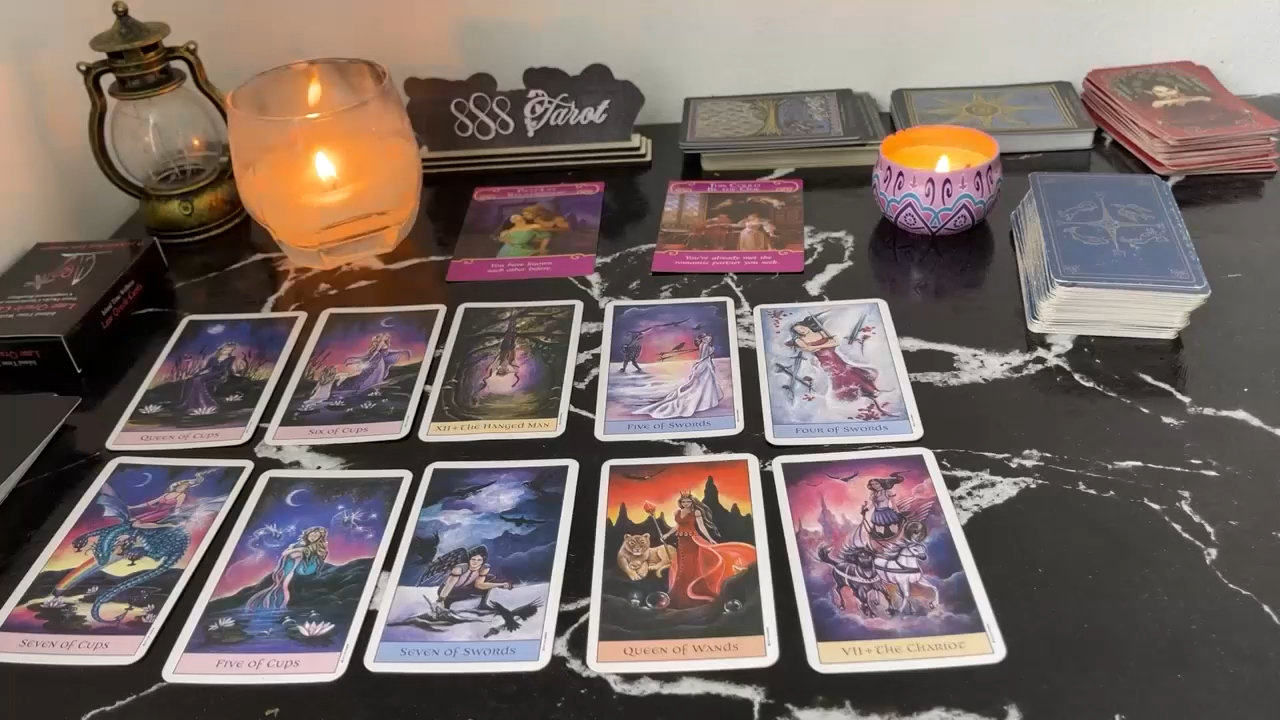 888 Tarot
You have known
each other before.
You've already met the
romantic partner you seek.
Queen of Cups
Six of Cups
XII The Hanged Man
Five of Swords
Four of Swords
Seven of Cups
Five of Cups
Seven of Swords
Queen of Wands
VII The Chariot